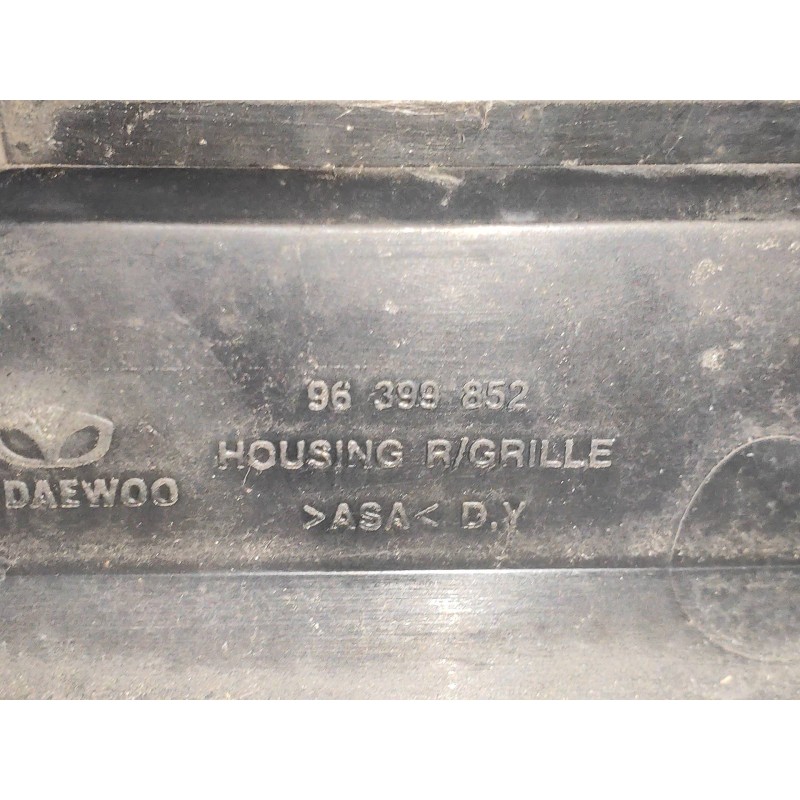 96 399 852
HOUSING R/GRILLE
DAEWOO
>ASA< D.Y